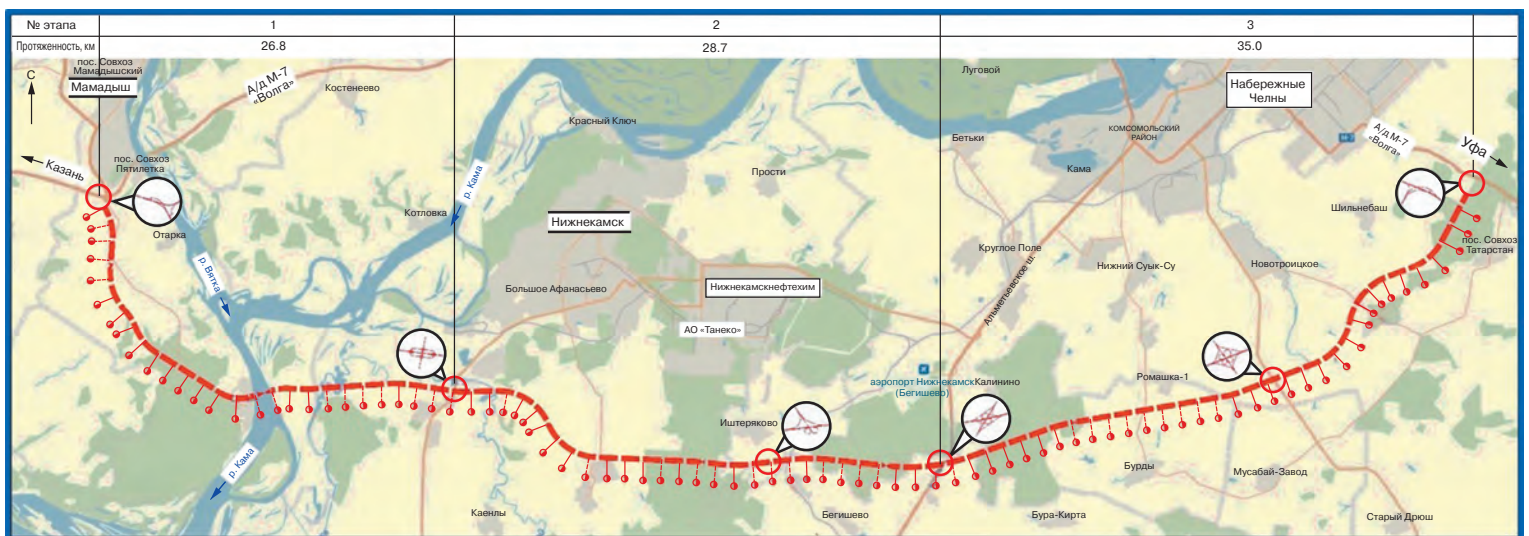 № этапа 1 2 3
Протяженность, км 26.8 28.7 35.0
пос. Совхоз
Мамадышский
Мамадыш
С
А/д М-7
«Волга»
Костенеево
Красный Ключ
Луговой
Набережные
Челны
КОМСОМОЛЬСКИЙ
РАЙОН
Бетьки
А/д М-7
«Волга»
Уфа
Казань
пос. Совхоз
Пятилетка
Прости
Кама
р. Кама
Котловка
Нижнекамск
Шильнебаш
Отарка
Круглое Поле
пос. Совхоз
Татарстан
р. Вятка
Большое Афанасьево
Нижнекамскнефтехим
Альметьевское ш.
Нижний Суык-Су
Новотроицкое
АО «Танеко»
аэропорт Нижнекамск
(Бегишево)
Калинино
Ромашка-1
Иштеряково
р. Кама
Бурды
Мусабай-Завод
Каенлы
Бегишево
Бура-Кирта
Старый Дрюш